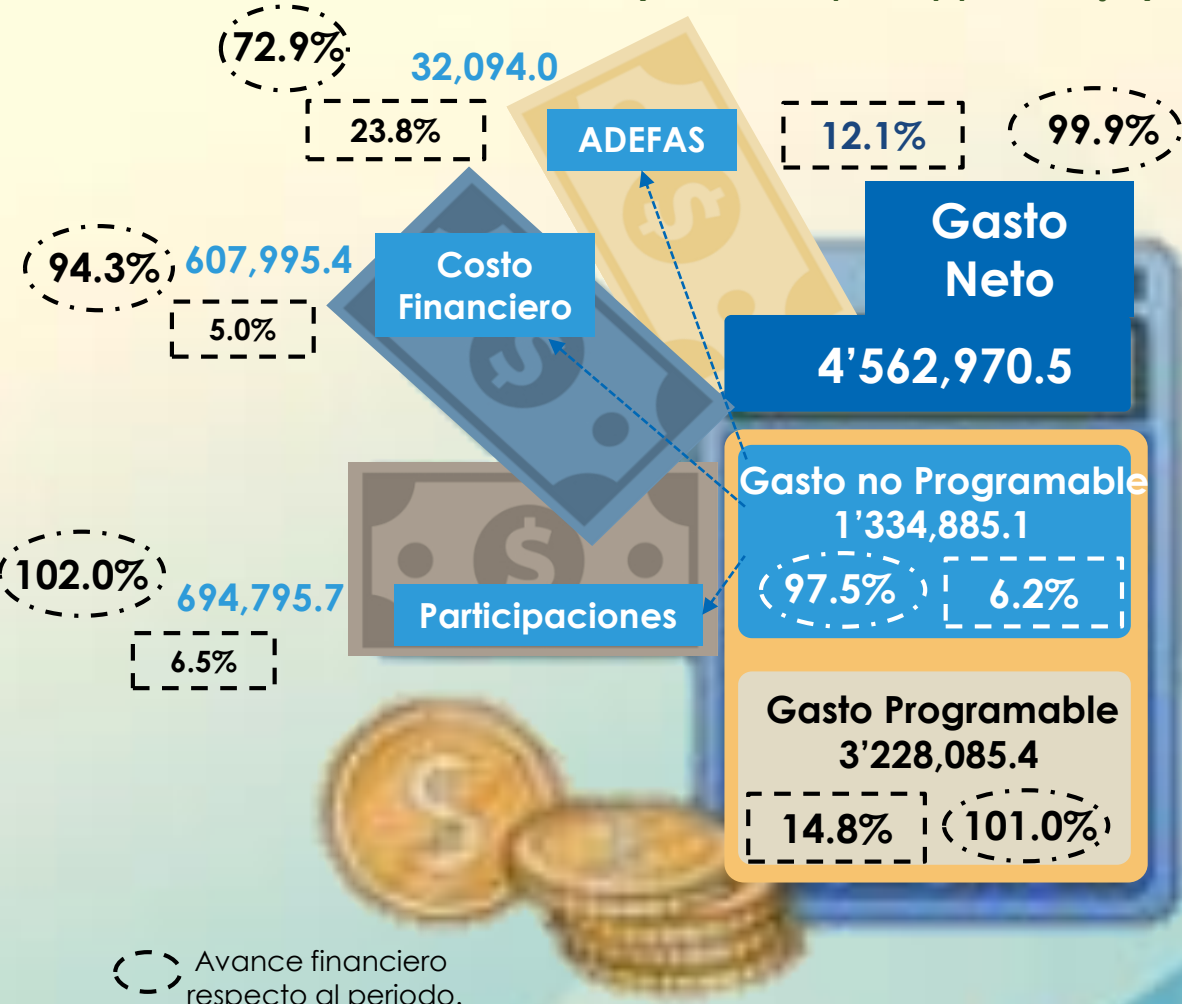 72.9%
32,094.0
23.8%
ADEFAS
12.1%
99.9%
Gasto
Neto
4’562,970.5
94.3%
607,995.4
5.0%
Costo
Financiero
Gasto no Programable
1’334,885.1
97.5%
6.2%
102.0%
694,795.7
6.5%
Participaciones
Gasto Programable
3’228,085.4
14.8%
101.0%
Avance financiero
respecto al periodo.